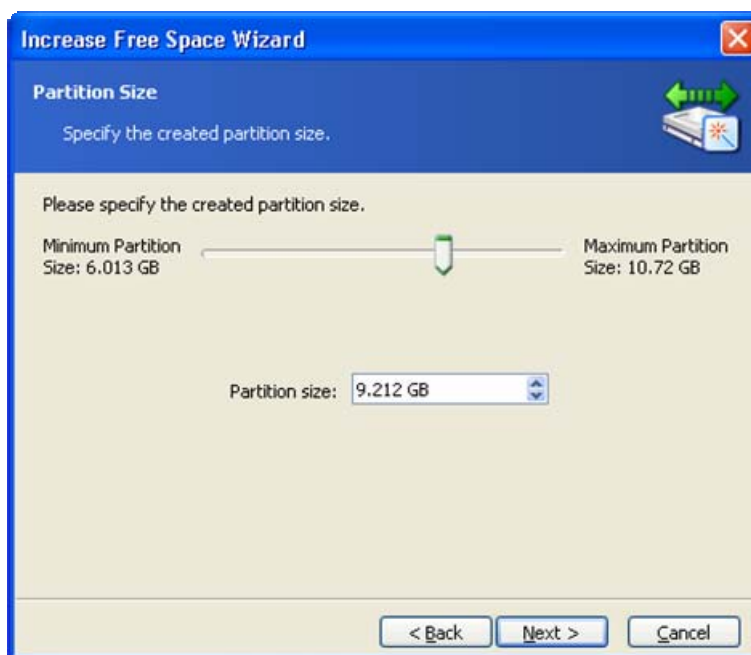 Increase Free Space Wizard
Partition Size
Specify the created partition size.
Please specify the created partition size.
Minimum Partition
Size: 6.013 GB
Maximum Partition
Size: 10.72 GB
Partition size: 9.212 GB
< Back Next > Cancel